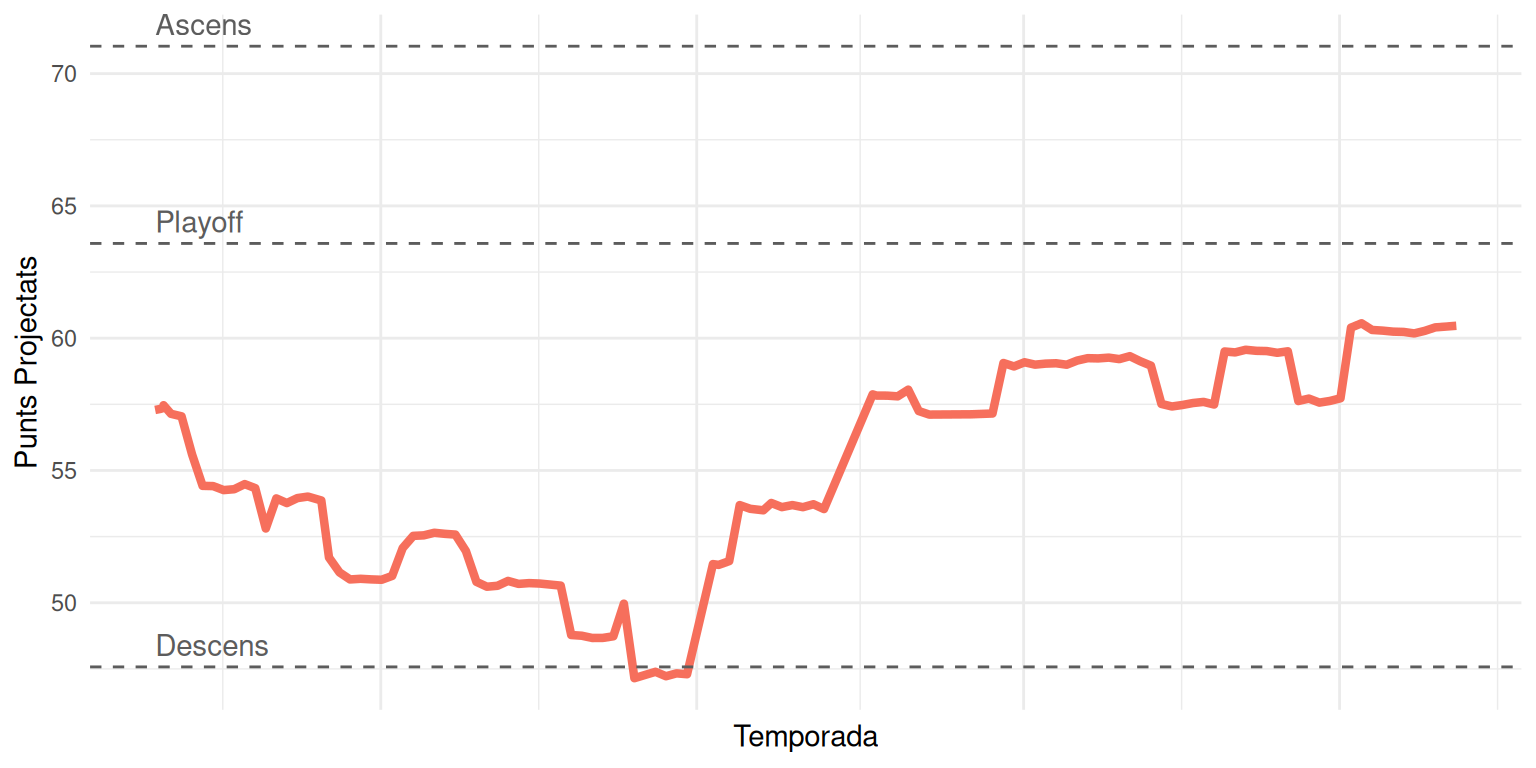 Ascens
70
65
Playoff
60
55
50
Descens
Punts Projectats
Temporada